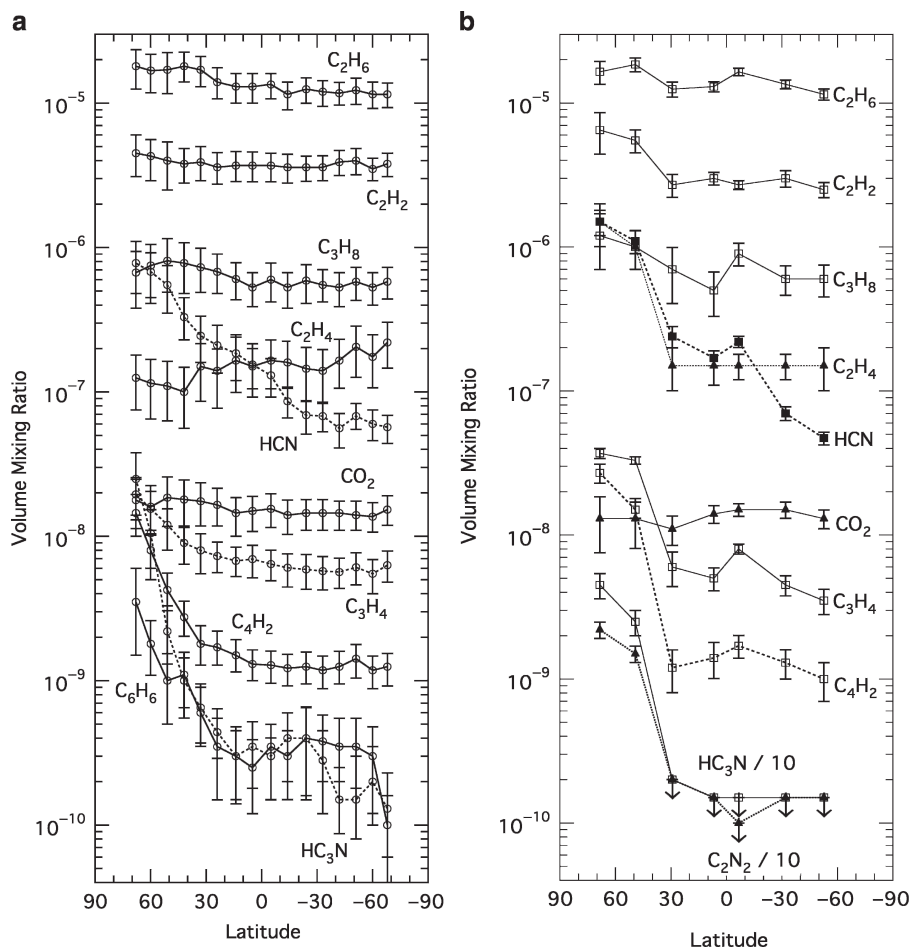 a
C₂H₆
C₂H₂
C₃H₈
C₂H₄
HCN
CO₂
C₃H₄
C₄H₂
C₆H₆
HC₃N
10⁻⁵
10⁻⁶
10⁻⁷
10⁻⁸
10⁻⁹
10⁻¹⁰
Volume Mixing Ratio
90 60 30 0 −30 −60 −90
Latitude
b
C₂H₆
C₂H₂
C₃H₈
C₂H₄
HCN
CO₂
C₃H₄
C₄H₂
HC₃N / 10
C₂N₂ / 10
10⁻⁵
10⁻⁶
10⁻⁷
10⁻⁸
10⁻⁹
10⁻¹⁰
Volume Mixing Ratio
90 60 30 0 −30 −60 −90
Latitude